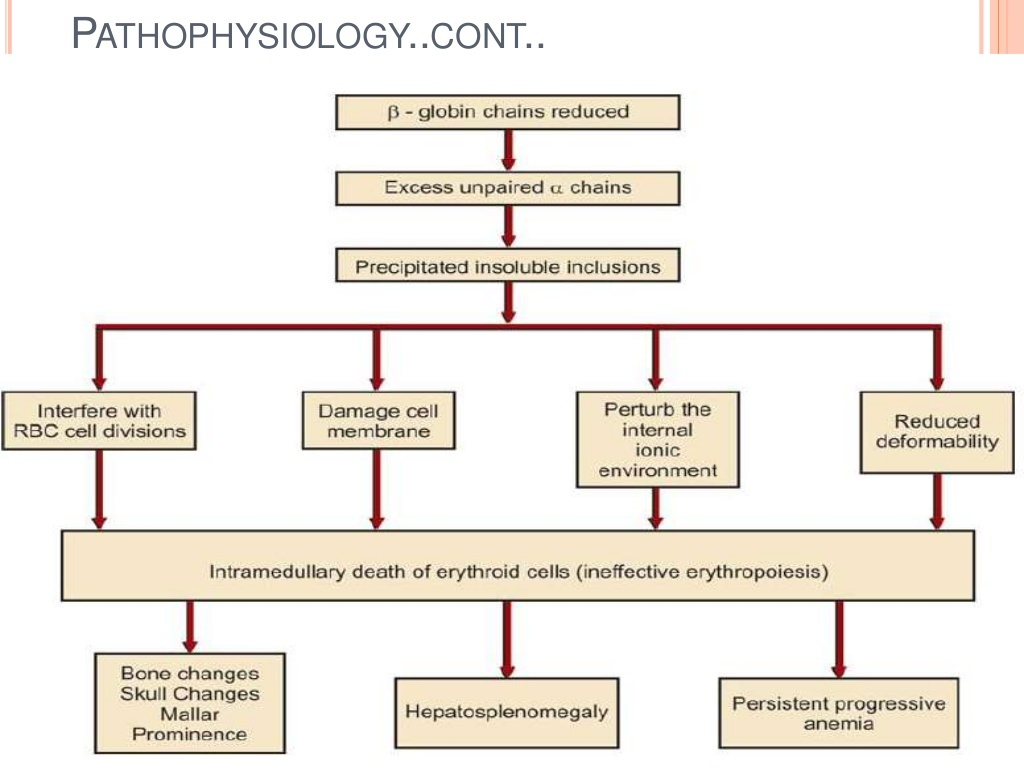 PATHOPHYSIOLOGY..CONT..
β - globin chains reduced
Excess unpaired α chains
Precipitated insoluble inclusions
Interfere with
RBC cell divisions
Damage cell
membrane
Perturb the
internal
ionic
environment
Reduced
deformability
Intramedullary death of erythroid cells (ineffective erythropoiesis)
Bone changes
Skull Changes
Mallar
Prominence
Hepatosplenomegaly
Persistent progressive
anemia